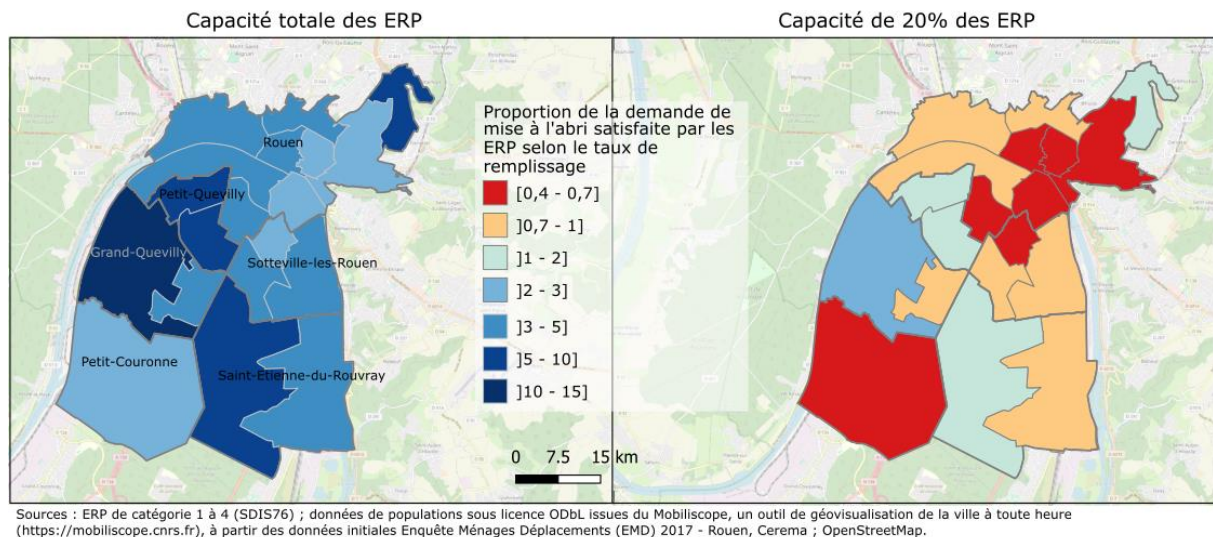 Capacité totale des ERP
Capacité de 20% des ERP
Proportion de la demande de
mise à l'abri satisfaite par les
ERP selon le taux de
remplissage
[0,4 - 0,7]
]0,7 - 1]
]1 - 2]
]2 - 3]
]3 - 5]
]5 - 10]
]10 - 15]
Rouen
Petit-Quevilly
Grand-Quevilly
Sotteville-les-Rouen
Petit-Couronne
Saint-Etienne-du-Rouvray
0 7.5 15 km
Sources : ERP de catégorie 1 à 4 (SDIS76) ; données de populations sous licence ODbL issues du Mobiliscope, un outil de géovisualisation de la ville à toute heure
(https://mobiliscope.cnrs.fr), à partir des données initiales Enquête Ménages Déplacements (EMD) 2017 - Rouen, Cerema ; OpenStreetMap.